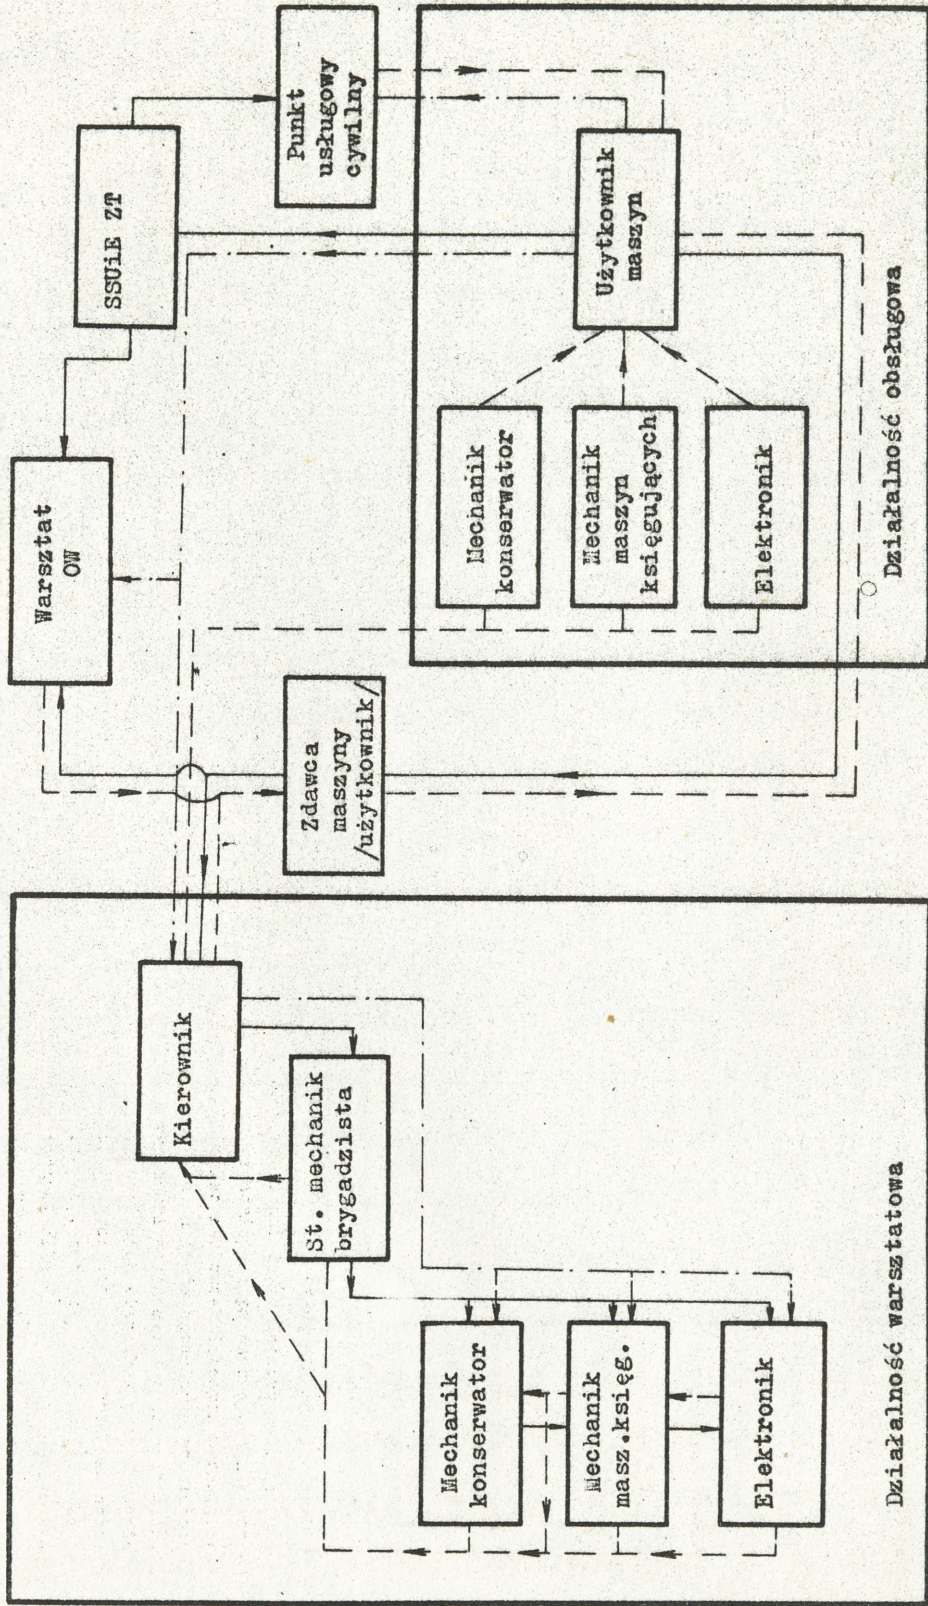 Warsztat
OW
SSUiE ZT
Punkt
usługowy
cywilny
Zdawca
maszyny
/użytkownik/
Mechanik
konserwator
Mechanik
maszyn
księgujących
Elektronik
Użytkownik
maszyn
Działalność obsługowa
Kierownik
St. mechanik
brygadzista
Mechanik
konserwator
Mechanik
masz.księg.
Elektronik
Działalność warsztatowa